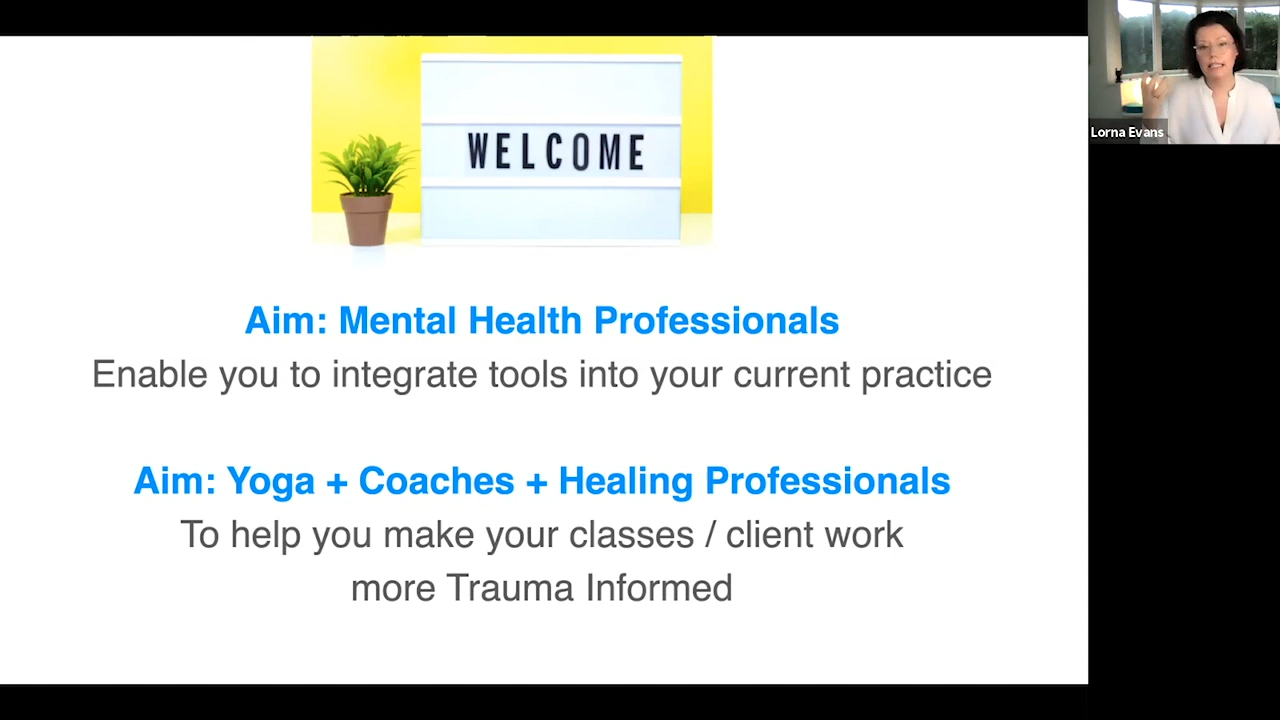 WELCOME
Lorna Evans
Aim: Mental Health Professionals
Enable you to integrate tools into your current practice
Aim: Yoga + Coaches + Healing Professionals
To help you make your classes / client work
more Trauma Informed